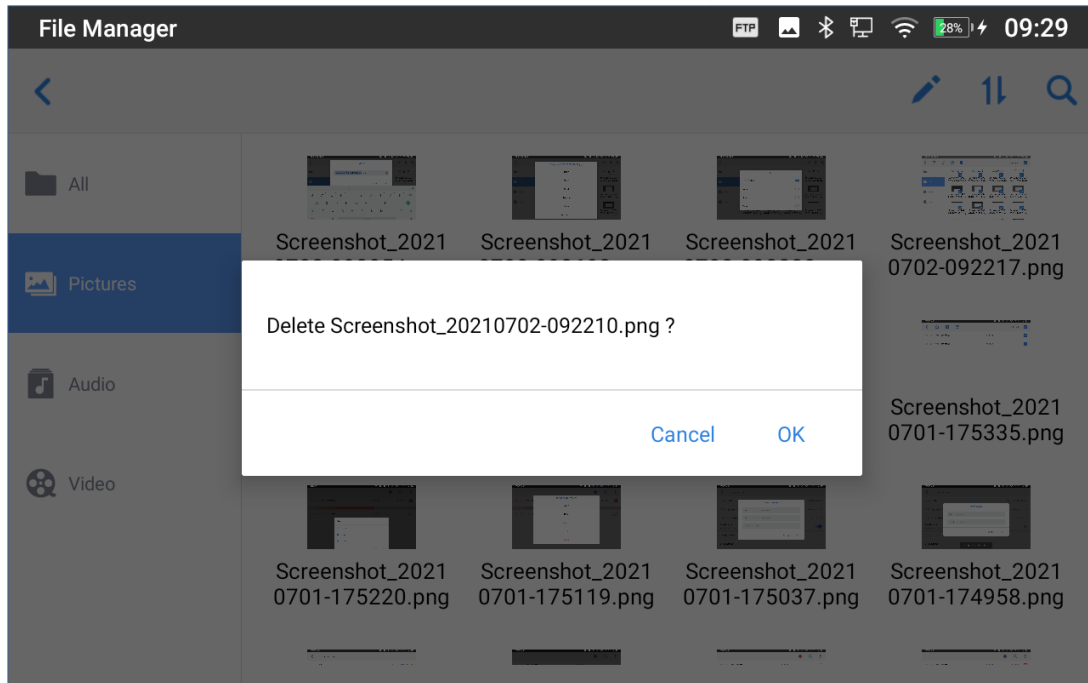 File Manager
FTP
28%
09:29
All
Screenshot_2021
Screenshot_2021
Screenshot_2021
Screenshot_2021
0702-092217.png
Pictures
Delete Screenshot_20210702-092210.png ?
Audio
Screenshot_2021
0701-175335.png
Cancel
OK
Video
Screenshot_2021
0701-175220.png
Screenshot_2021
0701-175119.png
Screenshot_2021
0701-175037.png
Screenshot_2021
0701-174958.png